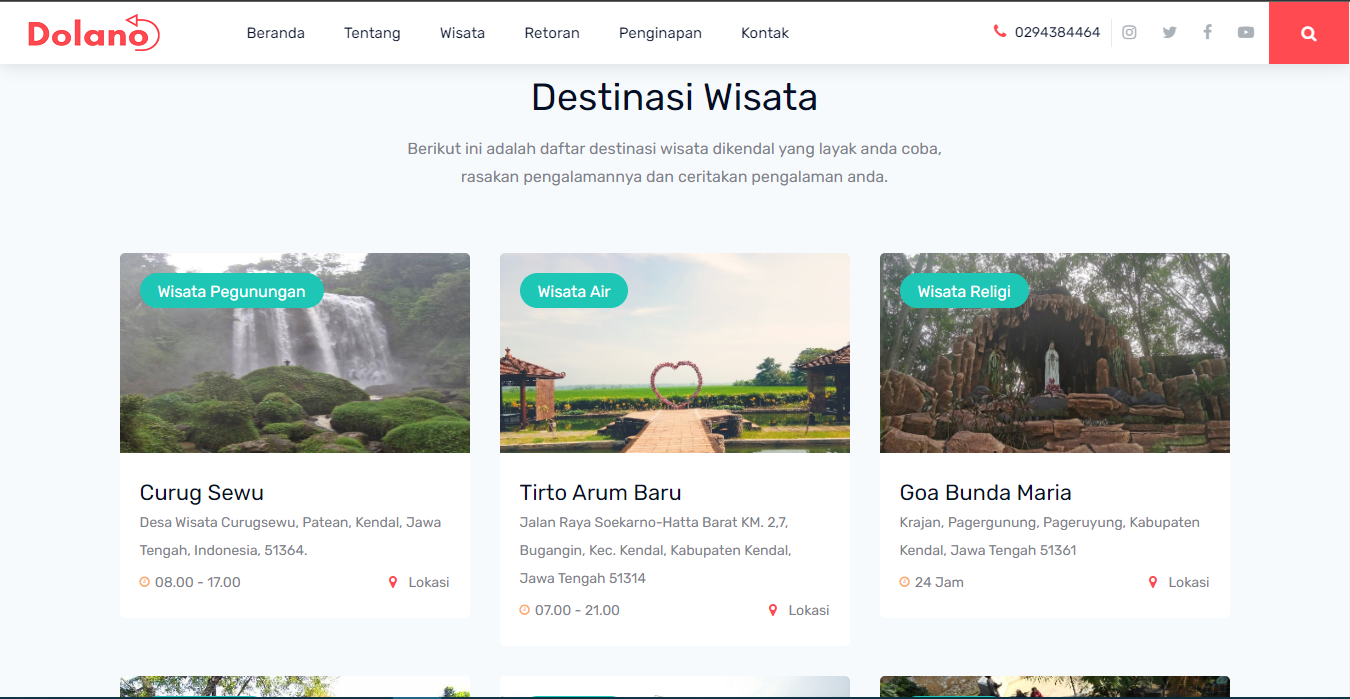 Dolano
Beranda
Tentang
Wisata
Retoran
Penginapan
Kontak
0294384464
Destinasi Wisata
Berikut ini adalah daftar destinasi wisata dikendal yang layak anda coba,
rasakan pengalamannya dan ceritakan pengalaman anda.
Wisata Pegunungan
Curug Sewu
Desa Wisata Curugsewu, Patean, Kendal, Jawa
Tengah, Indonesia, 51364.
08.00 - 17.00
Lokasi
Wisata Air
Tirto Arum Baru
Jalan Raya Soekarno-Hatta Barat KM. 2,7,
Bugangin, Kec. Kendal, Kabupaten Kendal,
Jawa Tengah 51314
07.00 - 21.00
Lokasi
Wisata Religi
Goa Bunda Maria
Krajan, Pagergunung, Pageruyung, Kabupaten
Kendal, Jawa Tengah 51361
24 Jam
Lokasi